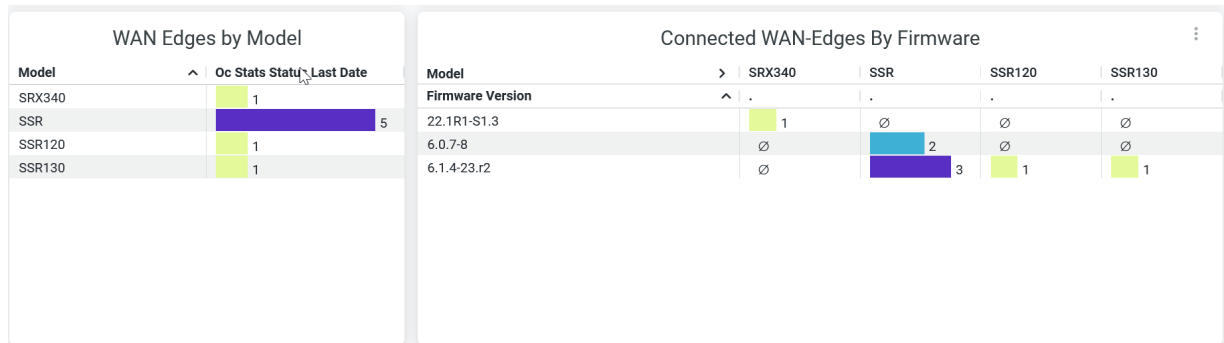 WAN Edges by Model
Model Oc Stats Status Last Date
SRX340 1
SSR 5
SSR120 1
SSR130 1
Connected WAN-Edges By Firmware
Model SRX340 SSR SSR120 SSR130
Firmware Version . . . .
22.1R1-S1.3 1 ∅ ∅ ∅
6.0.7-8 ∅ 2 ∅ ∅
6.1.4-23.r2 ∅ 3 1 1